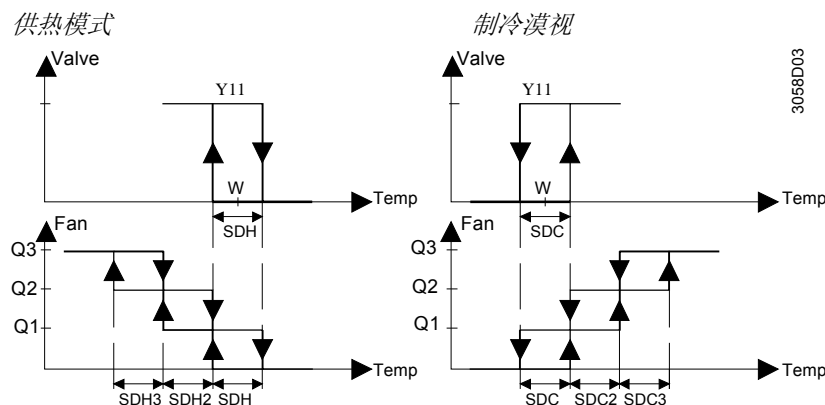 供热模式
制冷漠视
Valve
Y11
W
Temp
SDH
Valve
Y11
W
Temp
SDC
3058D03
Fan
Q3
Q2
Q1
Temp
SDH3 SDH2 SDH
Fan
Q3
Q2
Q1
Temp
SDC SDC2 SDC3